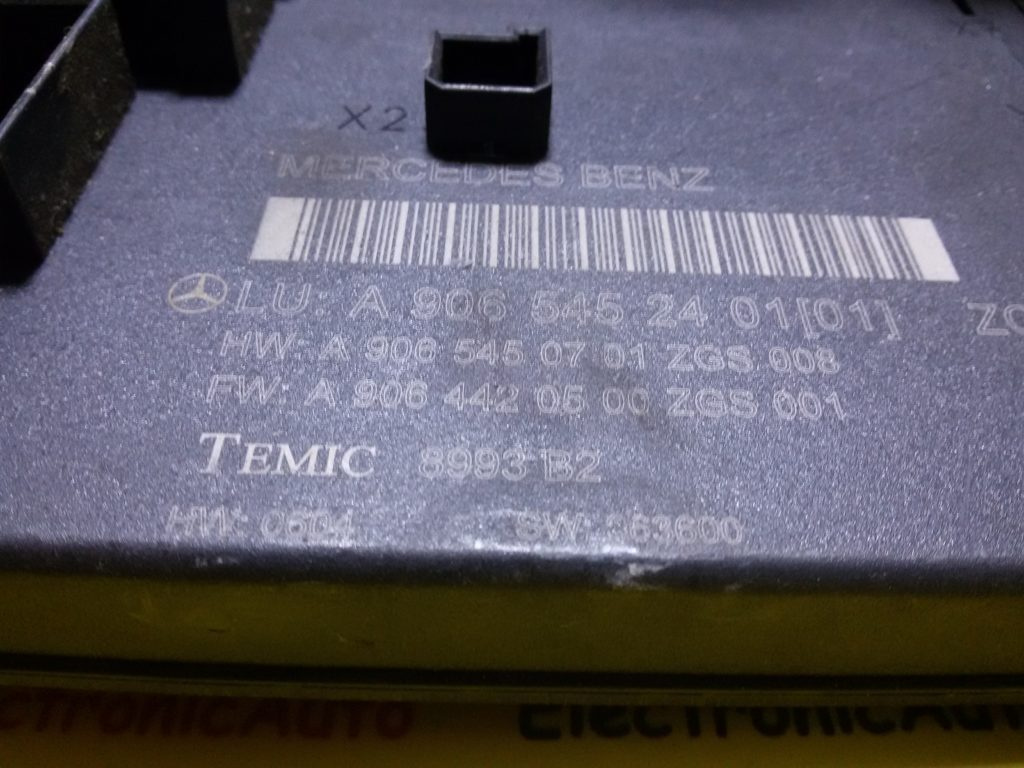 X2
MERCEDES BENZ
LU: A 906 545 24 01[01]
HW: A 906 545 07 01 ZGS 008
FW: A 906 442 05 00 ZGS 001
TEMIC 8993 B2
HW: 0604 SW: 363600
ElectronicAuto